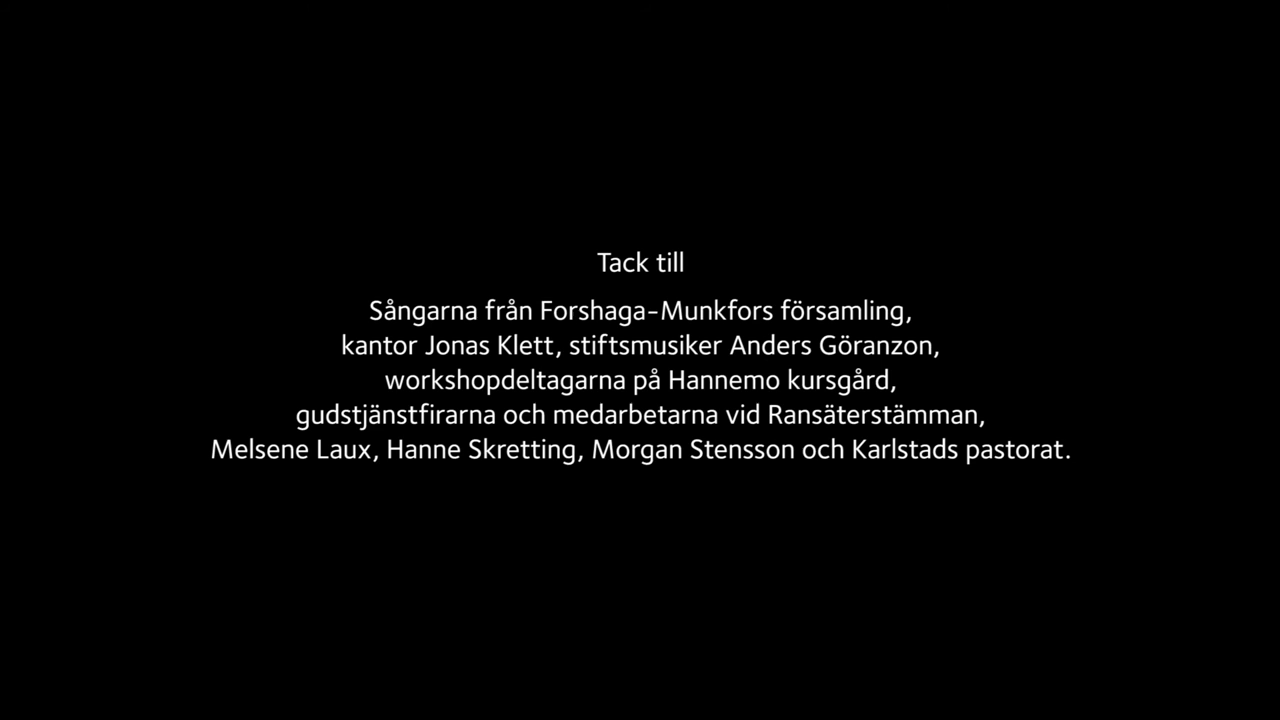 Tack till
Sångarna från Forshaga-Munkfors församling,
kantor Jonas Klett, stiftsmusiker Anders Göranzon,
workshopdeltagarna på Hannemo kursgård,
gudstjänstfirarna och medarbetarna vid Ransäterstämman,
Melsene Laux, Hanne Skretting, Morgan Stensson och Karlstads pastorat.